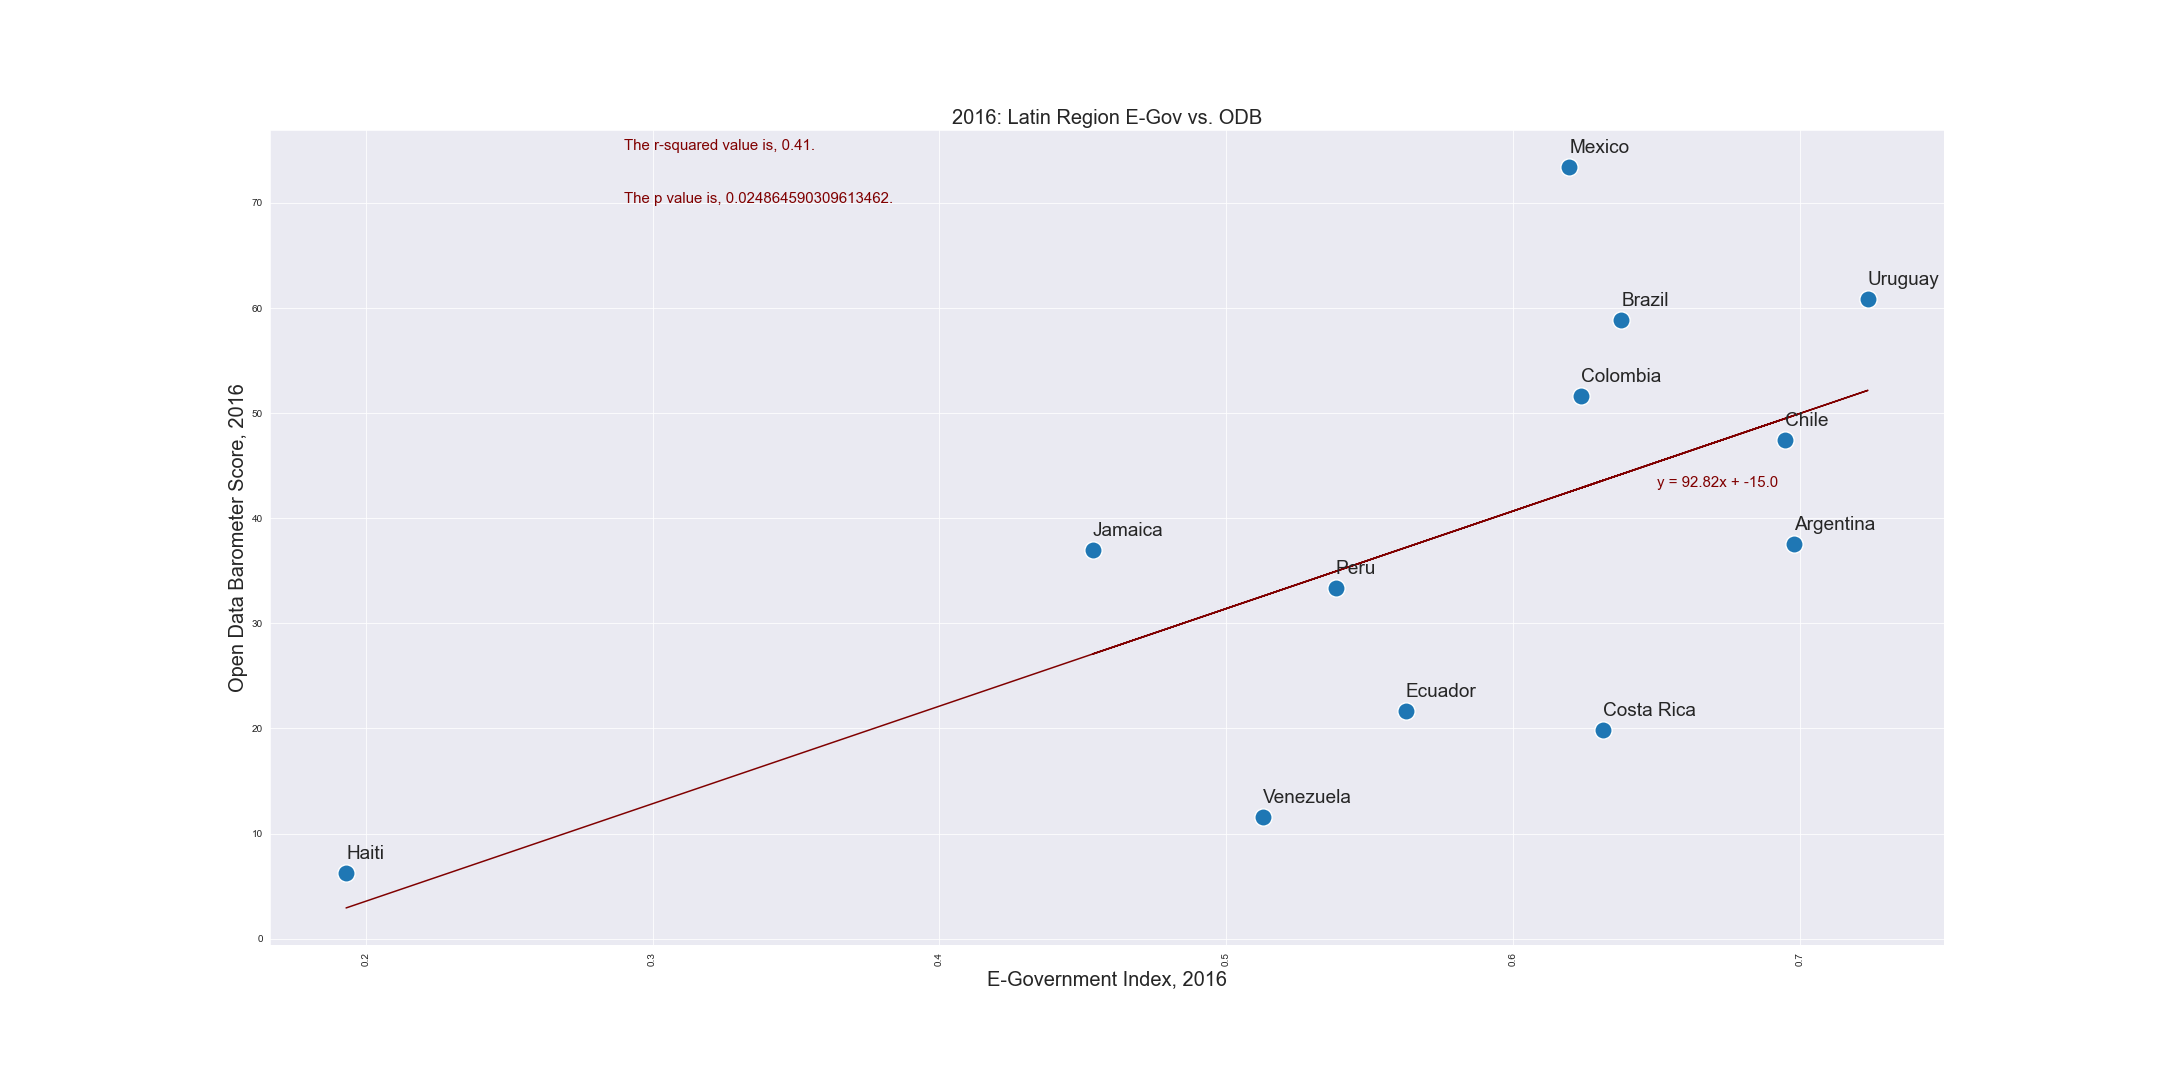 2016: Latin Region E-Gov vs. ODB
The r-squared value is, 0.41.
Mexico
The p value is, 0.024864590309613462.
70
Uruguay
Brazil
60
Colombia
50
Chile
y = 92.82x + -15.0
Open Data Barometer Score, 2016
40
Argentina
Jamaica
Peru
30
Ecuador
Costa Rica
20
Venezuela
10
Haiti
0
0.2
0.3
0.4
0.5
0.6
0.7
E-Government Index, 2016